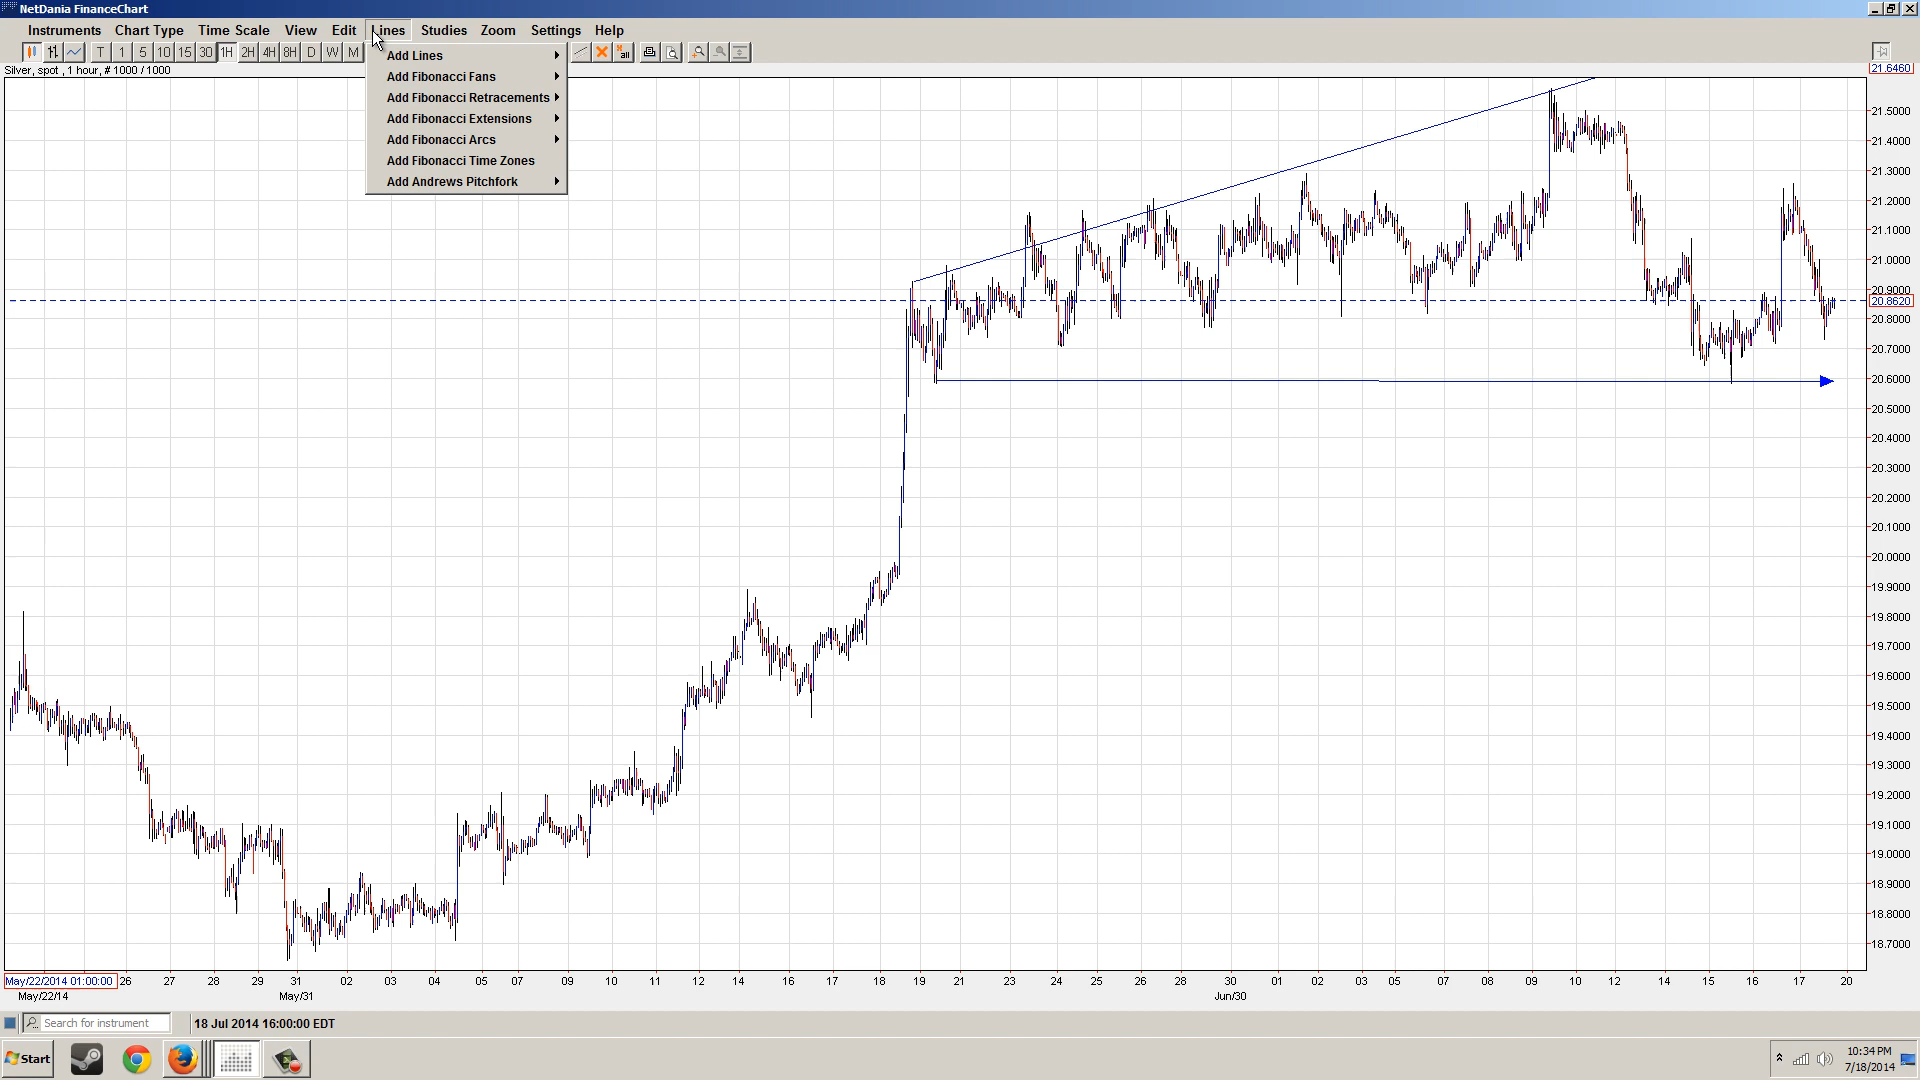 NetDania FinanceChart
Instruments Chart Type Time Scale View Edit Lines Studies Zoom Settings Help
T 1 5 10 15 30 1H 2H 4H 8H D W M all
Silver, spot , 1 hour, # 1000 / 1000
Add Lines
Add Fibonacci Fans
Add Fibonacci Retracements
Add Fibonacci Extensions
Add Fibonacci Arcs
Add Fibonacci Time Zones
Add Andrews Pitchfork
21.6460
21.5000
21.4000
21.3000
21.2000
21.1000
21.0000
20.9000
20.8620
20.8000
20.7000
20.6000
20.5000
20.4000
20.3000
20.2000
20.1000
20.0000
19.9000
19.8000
19.7000
19.6000
19.5000
19.4000
19.3000
19.2000
19.1000
19.0000
18.9000
18.8000
18.7000
May/22/2014 01:00:00 26 27 28 29 31 02 03 04 05 07 09 10 11 12 14 16 17 18 19 21 23 24 25 26 28 30 01 02 03 05 07 08 09 10 12 14 15 16 17 20
May/22/14 May/31 Jun/30
Search for instrument 18 Jul 2014 16:00:00 EDT
Start 10:34 PM
7/18/2014